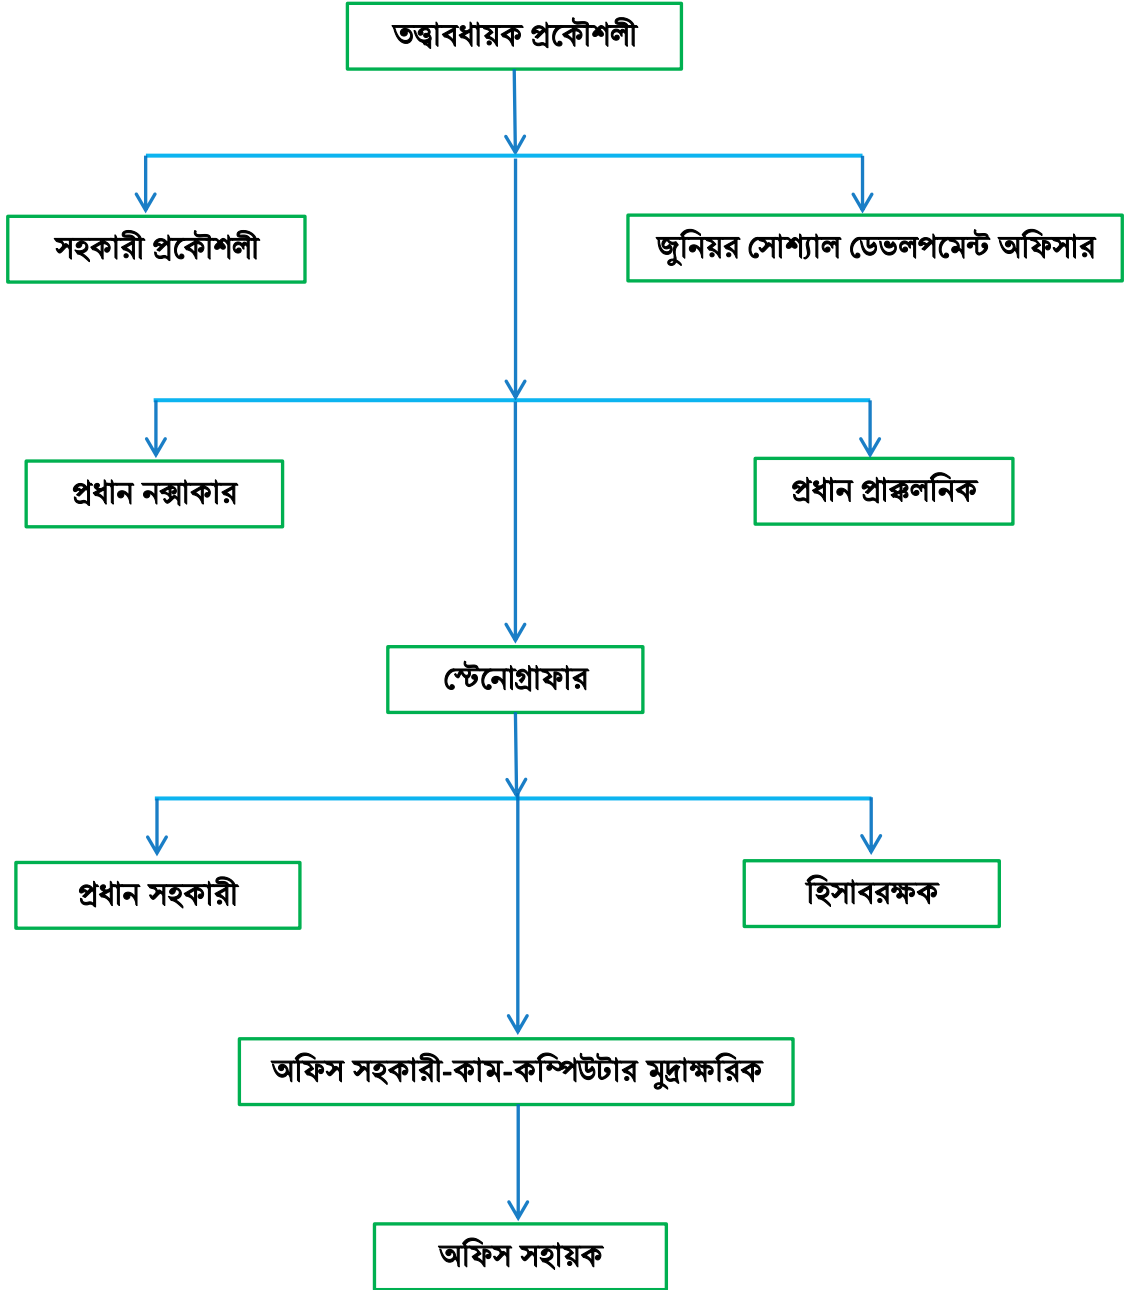 তত্ত্বাবধায়ক প্রকৌশলী
সহকারী প্রকৌশলী
জুনিয়র সোশ্যাল ডেভলপমেন্ট অফিসার
প্রধান নক্সাকার
প্রধান প্রাক্কলনিক
স্টেনোগ্রাফার
প্রধান সহকারী
হিসাবরক্ষক
অফিস সহকারী-কাম-কম্পিউটার মুদ্রাক্ষরিক
অফিস সহায়ক